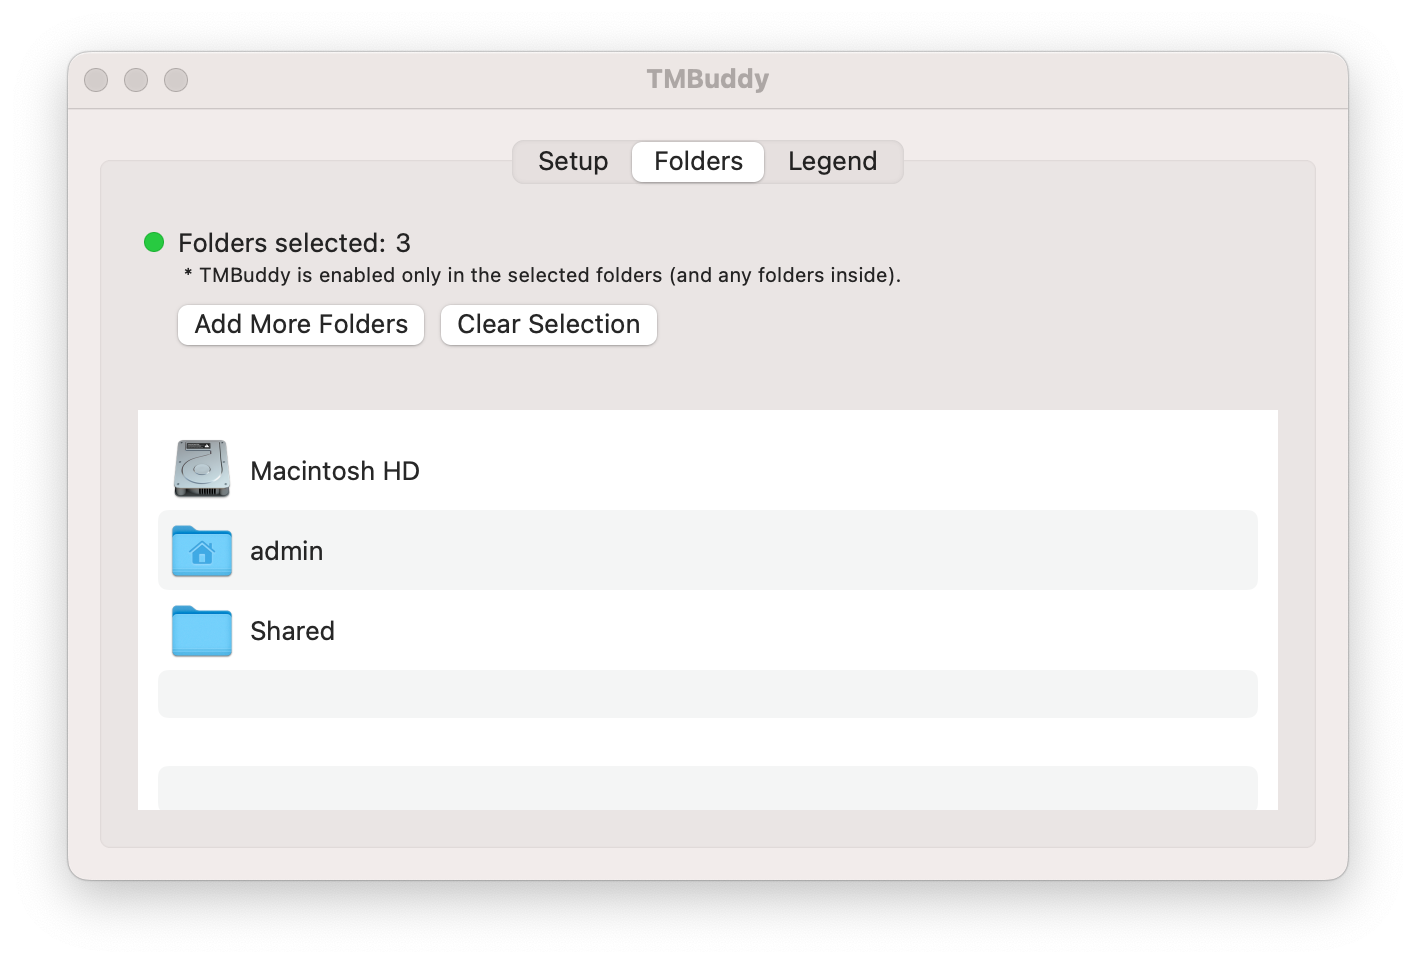 TMBuddy
Setup Folders Legend
Folders selected: 3
* TMBuddy is enabled only in the selected folders (and any folders inside).
Add More Folders Clear Selection
Macintosh HD
admin
Shared